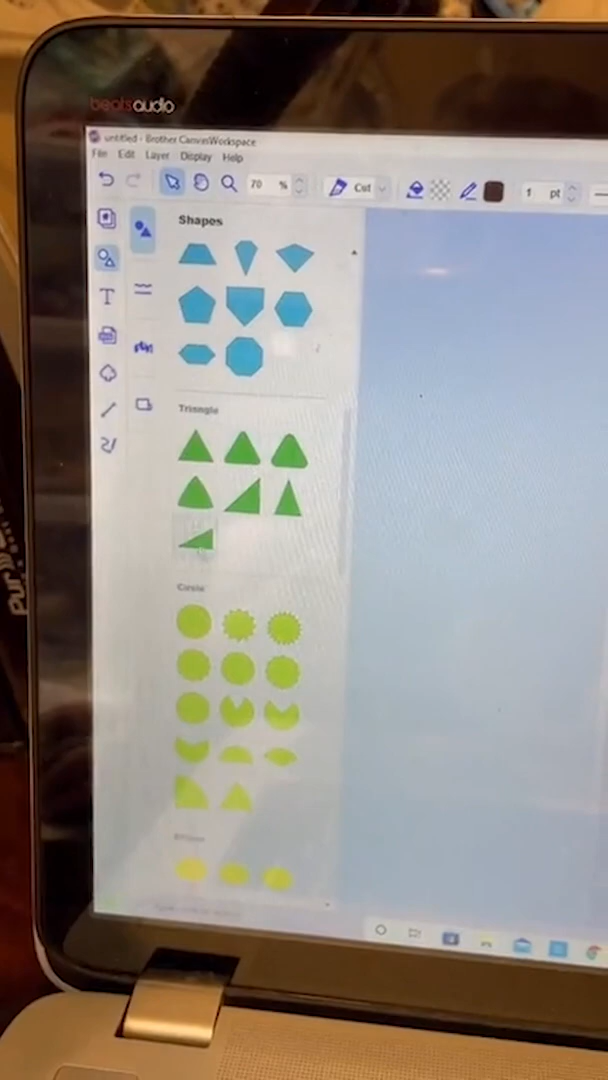 beatsaudio
untitled - Brother CanvasWorkspace
File Edit Layer Display Help
70 % Cut 1 pt
Shapes
Triangle
Circle